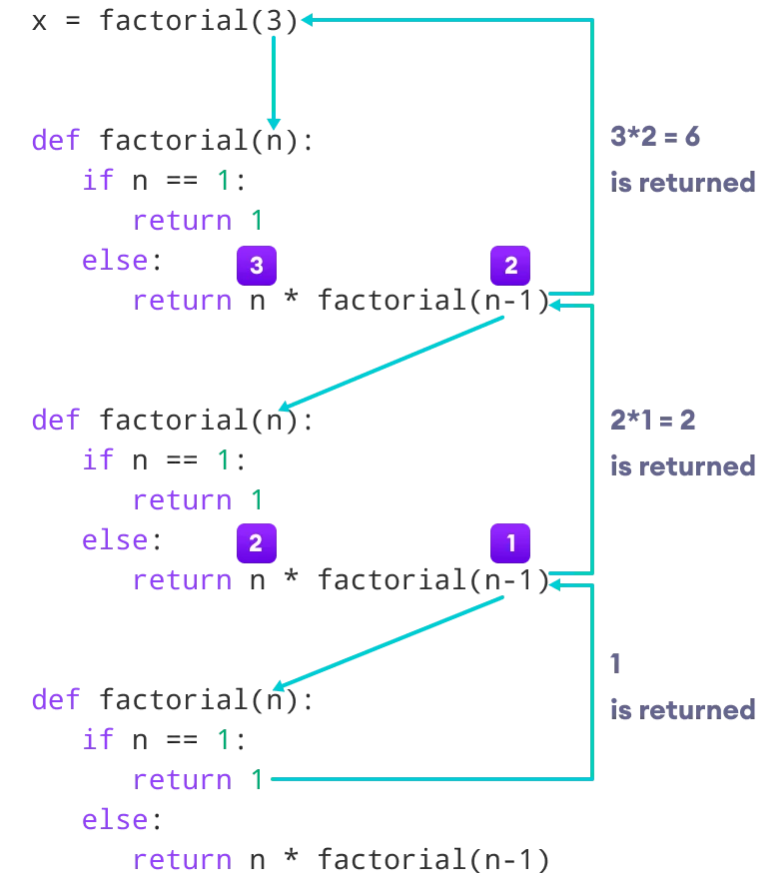 x = factorial(3)
def factorial(n):
if n == 1:
return 1
else:
3
2
return n * factorial(n-1)
3*2 = 6
is returned
def factorial(n):
if n == 1:
return 1
else:
2
1
return n * factorial(n-1)
2*1 = 2
is returned
def factorial(n):
if n == 1:
return 1
else:
return n * factorial(n-1)
1
is returned